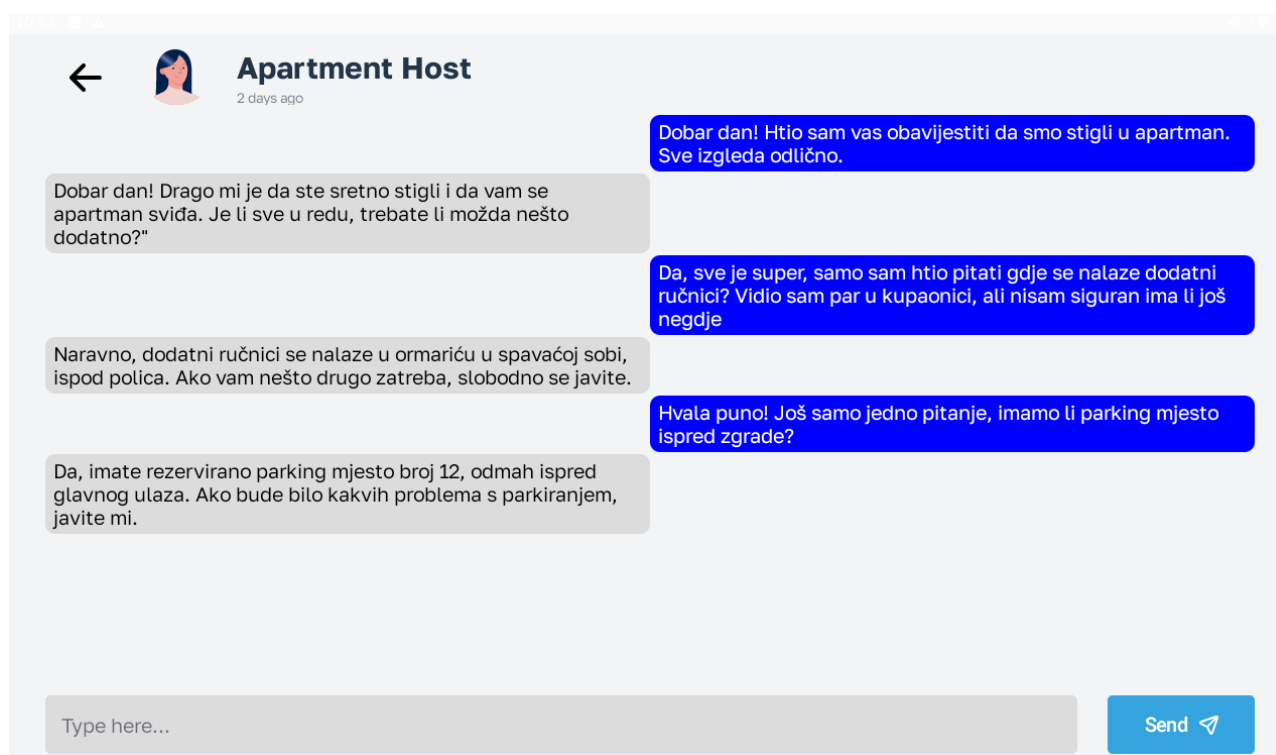 Apartment Host
2 days ago
Dobar dan! Htio sam vas obavijestiti da smo stigli u apartman.
Sve izgleda odlično.
Dobar dan! Drago mi je da ste sretno stigli i da vam se
apartman sviđa. Je li sve u redu, trebate li možda nešto
dodatno?"
Da, sve je super, samo sam htio pitati gdje se nalaze dodatni
ručnici? Vidio sam par u kupaonici, ali nisam siguran ima li još
negdje
Naravno, dodatni ručnici se nalaze u ormariću u spavaćoj sobi,
ispod polica. Ako vam nešto drugo zatreba, slobodno se javite.
Hvala puno! Još samo jedno pitanje, imamo li parking mjesto
ispred zgrade?
Da, imate rezervirano parking mjesto broj 12, odmah ispred
glavnog ulaza. Ako bude bilo kakvih problema s parkiranjem,
javite mi.
Type here...
Send